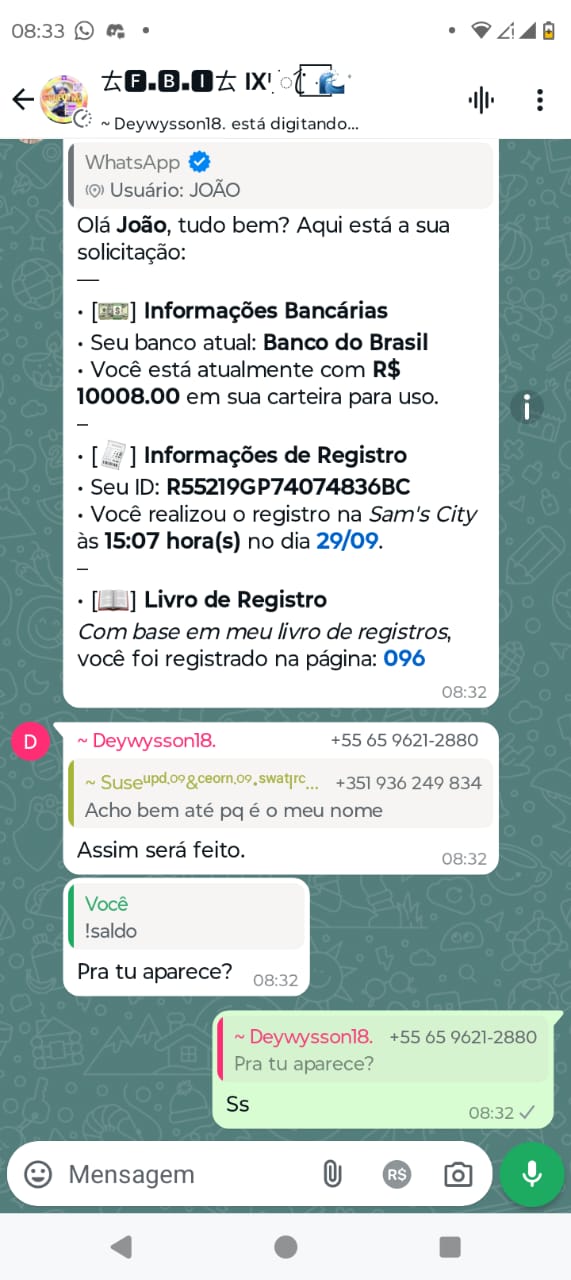 08:33
ㄊ🅵.🅱.🅸ㄊ IX
~ Deywysson18. está digitando...
WhatsApp
Usuário: JOÃO
Olá João, tudo bem? Aqui está a sua
solicitação:
—
• [💵] Informações Bancárias
• Seu banco atual: Banco do Brasil
• Você está atualmente com R$
10008.00 em sua carteira para uso.
–
• [🧾] Informações de Registro
• Seu ID: R55219GP74074836BC
• Você realizou o registro na Sam's City
às 15:07 hora(s) no dia 29/09.
–
• [📖] Livro de Registro
Com base em meu livro de registros,
você foi registrado na página: 096
08:32
D
~ Deywysson18. +55 65 9621-2880
~ Suseᵘᵖᵈ·⁰⁹&ᶜᵉᵒʳⁿ·⁰⁹·ˢʷᵃᵗ|ʳᶜ... +351 936 249 834
Acho bem até pq é o meu nome
Assim será feito.
08:32
Você
!saldo
Pra tu aparece? 08:32
~ Deywysson18. +55 65 9621-2880
Pra tu aparece?
Ss
08:32
Mensagem
R$